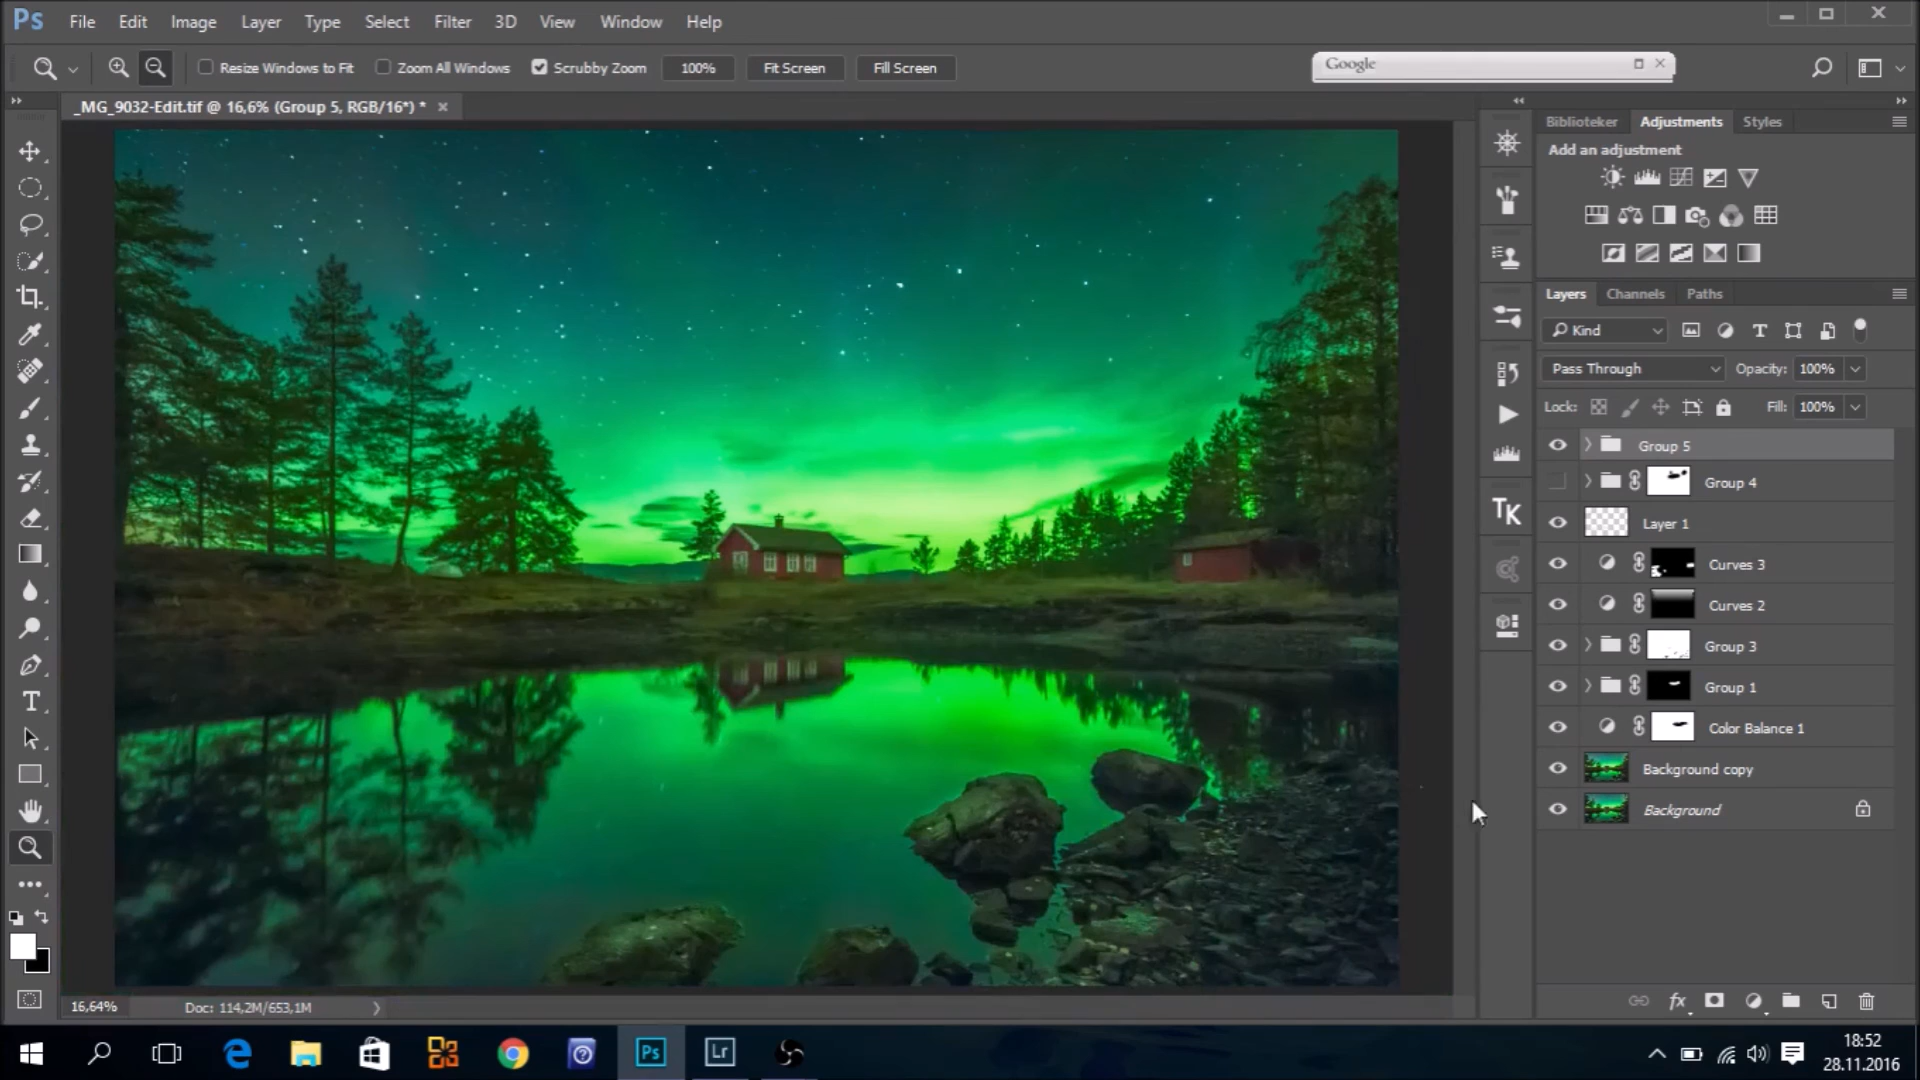 Ps File Edit Image Layer Type Select Filter 3D View Window Help
Resize Windows to Fit Zoom All Windows Scrubby Zoom 100% Fit Screen Fill Screen
Google
_MG_9032-Edit.tif @ 16,6% (Group 5, RGB/16*) *
Biblioteker Adjustments Styles
Add an adjustment
Layers Channels Paths
Kind
Pass Through Opacity: 100%
Lock: Fill: 100%
Group 5
Group 4
Layer 1
Curves 3
Curves 2
Group 3
Group 1
Color Balance 1
Background copy
Background
TK
16,64% Doc: 114,2M/653,1M
Ps Lr
18:52
28.11.2016